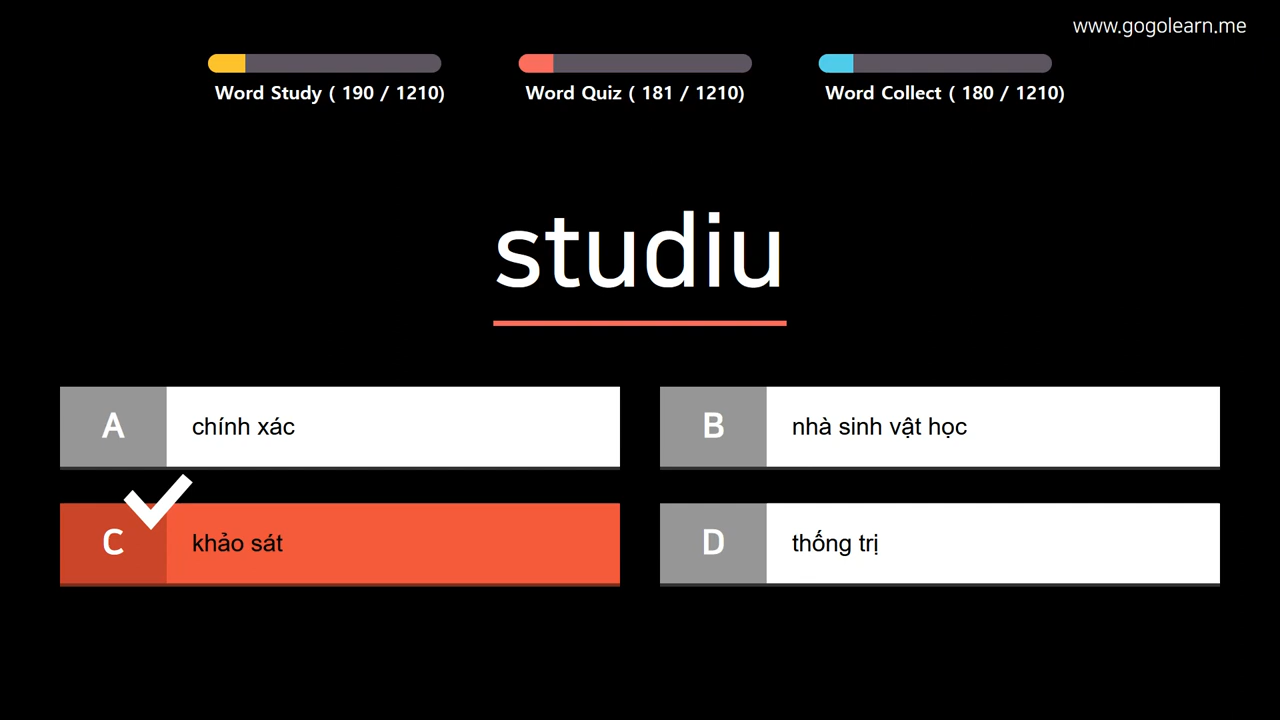 www.gogolearn.me
Word Study ( 190 / 1210)
Word Quiz ( 181 / 1210)
Word Collect ( 180 / 1210)
studiu
A chính xác
B nhà sinh vật học
C khảo sát
D thống trị